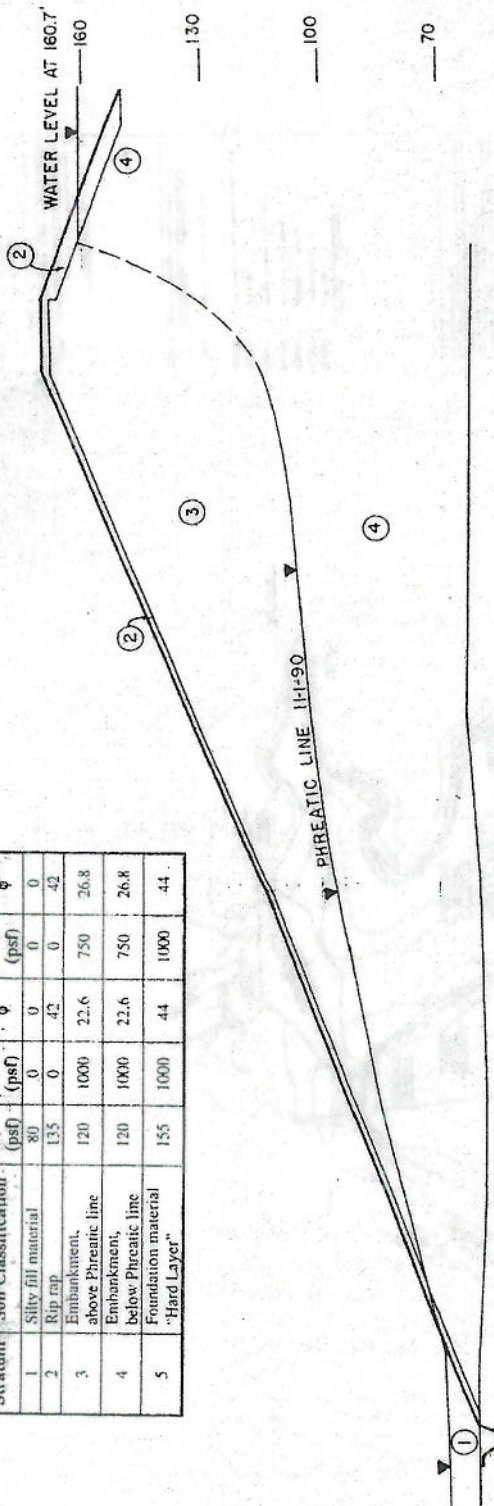 Stratum Soil Classification (psf) (psf) φ (psf) φ
1 Silty fill material 80 0 0 0 0
2 Rip rap 135 0 42 0 42
3 Embankment, above Phreatic line 120 1000 22.6 750 26.8
4 Embankment, below Phreatic line 120 1000 22.6 750 26.8
5 Foundation material "Hard Layer" 155 1000 44 1000 44
WATER LEVEL AT 160.7'
160
130
100
70
2
4
3
2
4
PHREATIC LINE 11-1-90
1